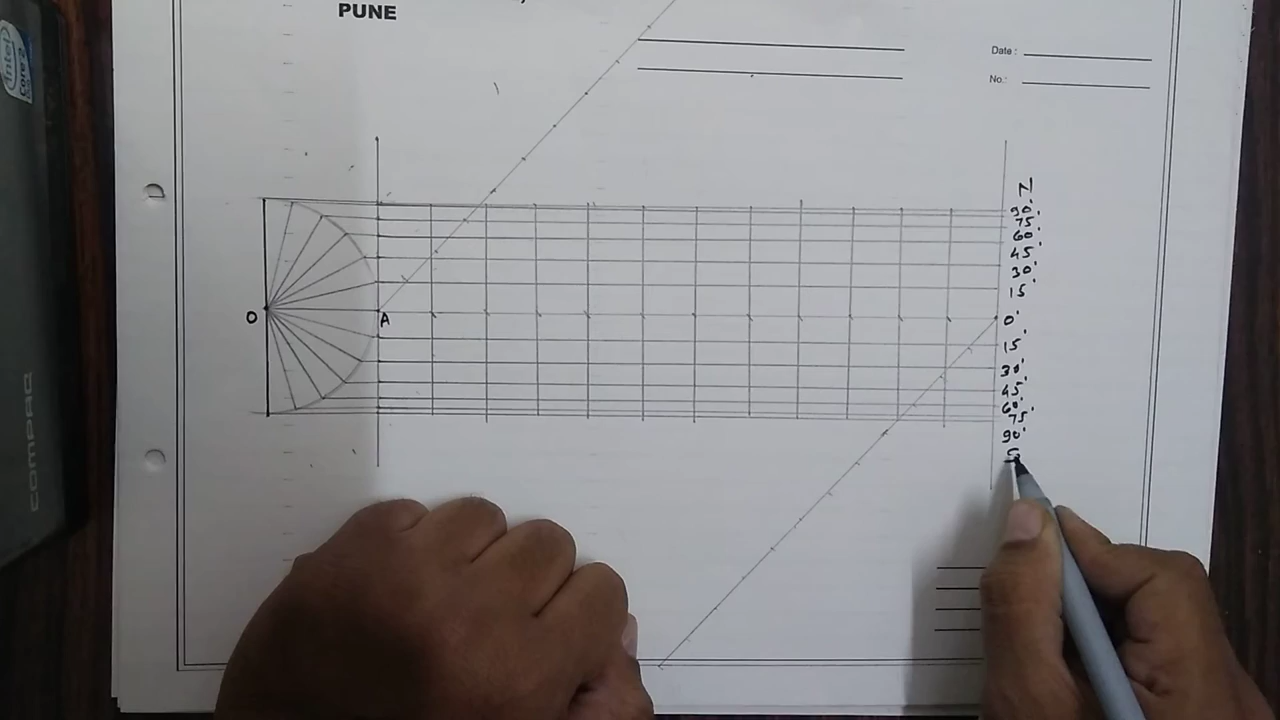 PUNE
Date :
No.:
intel
Core 2
COMPAQ
N
90°
75°
60°
45°
30°
15°
O
A
0°
15°
30°
45°
60°
75°
90°
S